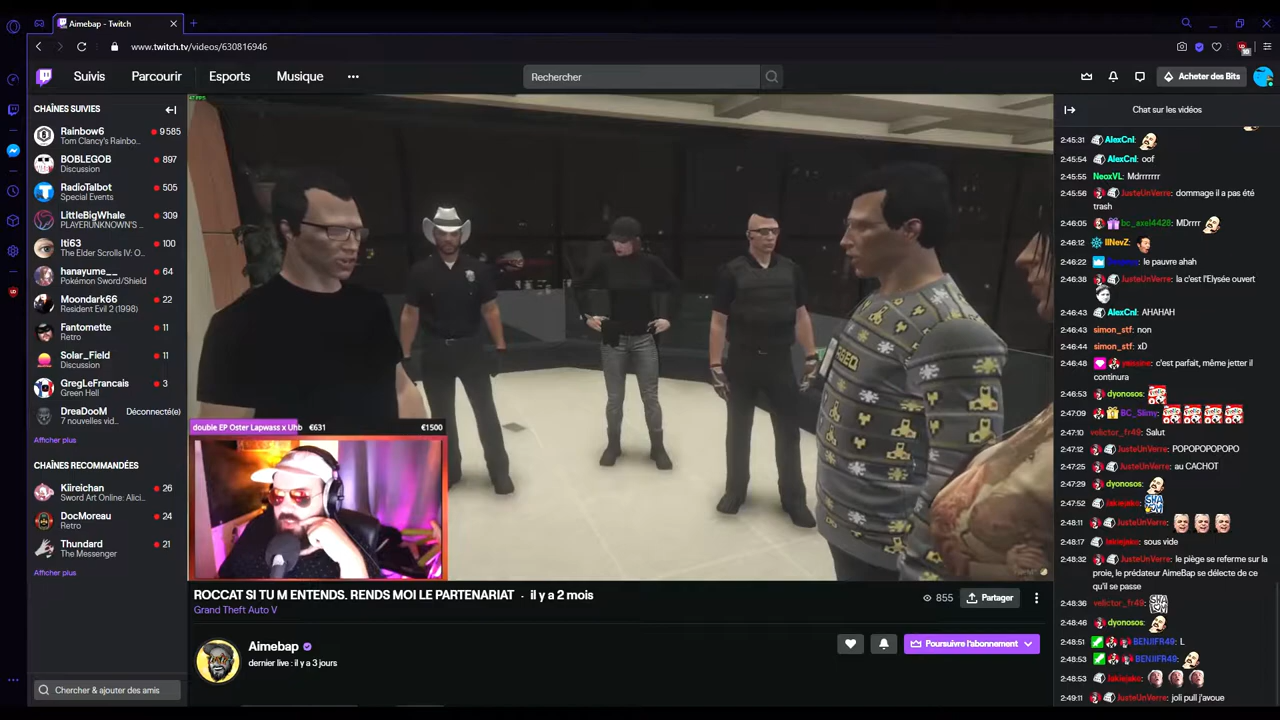 Aimebap - Twitch
www.twitch.tv/videos/630816946
Suivis
Parcourir
Esports
Musique
Rechercher
Acheter des Bits
CHAÎNES SUIVIES
Rainbow6
9 585
Tom Clancy's Rainbo...
BOBLEGOB
897
Discussion
RadioTalbot
505
Special Events
LittleBigWhale
309
PLAYERUNKNOWN'S ...
Iti63
100
The Elder Scrolls IV: O...
hanayume__
64
Pokémon Sword/Shield
Moondark66
22
Resident Evil 2 (1998)
Fantomette
11
Retro
Solar_Field
11
Discussion
GregLeFrancais
3
Green Hell
DreaDooM
Déconnecté(e)
7 nouvelles vid...
Afficher plus
CHAÎNES RECOMMANDÉES
Kiireichan
26
Sword Art Online: Alici...
DocMoreau
24
Retro
Thundard
21
The Messenger
Afficher plus
Chercher & ajouter des amis
double EP Oster Lapwass x Uhb €631 €1500
ROCCAT SI TU M ENTENDS. RENDS MOI LE PARTENARIAT - il y a 2 mois
Grand Theft Auto V
855
Partager
Aimebap
dernier live : il y a 3 jours
Poursuivre l'abonnement
Chat sur les vidéos
2:45:31 AlexCnl:
2:45:54 AlexCnl: oof
2:45:55 NeoxVL: Mdrrrrrrr
2:45:56 JusteUnVerre: dommage il a pas été
trash
2:46:05 bc_axel4428: MDrrr
2:46:12 IlNevZ:
2:46:22 le pauvre ahah
2:46:38 JusteUnVerre: la c'est l'Elysée ouvert
2:46:43 AlexCnl: AHAHAH
2:46:43 simon_stf: non
2:46:44 simon_stf: xD
2:46:48 c'est parfait, même jetter il
continura
2:46:53 dyonosos:
2:47:09 BC_Slimy:
2:47:10 velictor_fr49: Salut
2:47:12 JusteUnVerre: POPOPOPOPOPO
2:47:25 JusteUnVerre: au CACHOT
2:47:29 dyonosos:
2:47:52 Jakiejake:
2:48:11 JusteUnVerre:
2:48:17 Jakiejake: sous vide
2:48:32 JusteUnVerre: le piège se referme sur la
proie, le prédateur AimeBap se délecte de ce
qu'il se passe
2:48:36 velictor_fr49:
2:48:46 dyonosos:
2:48:51 BENJIFR49: L
2:48:53 BENJIFR49:
2:48:53 Jakiejake:
2:49:11 JusteUnVerre: joli pull j'avoue